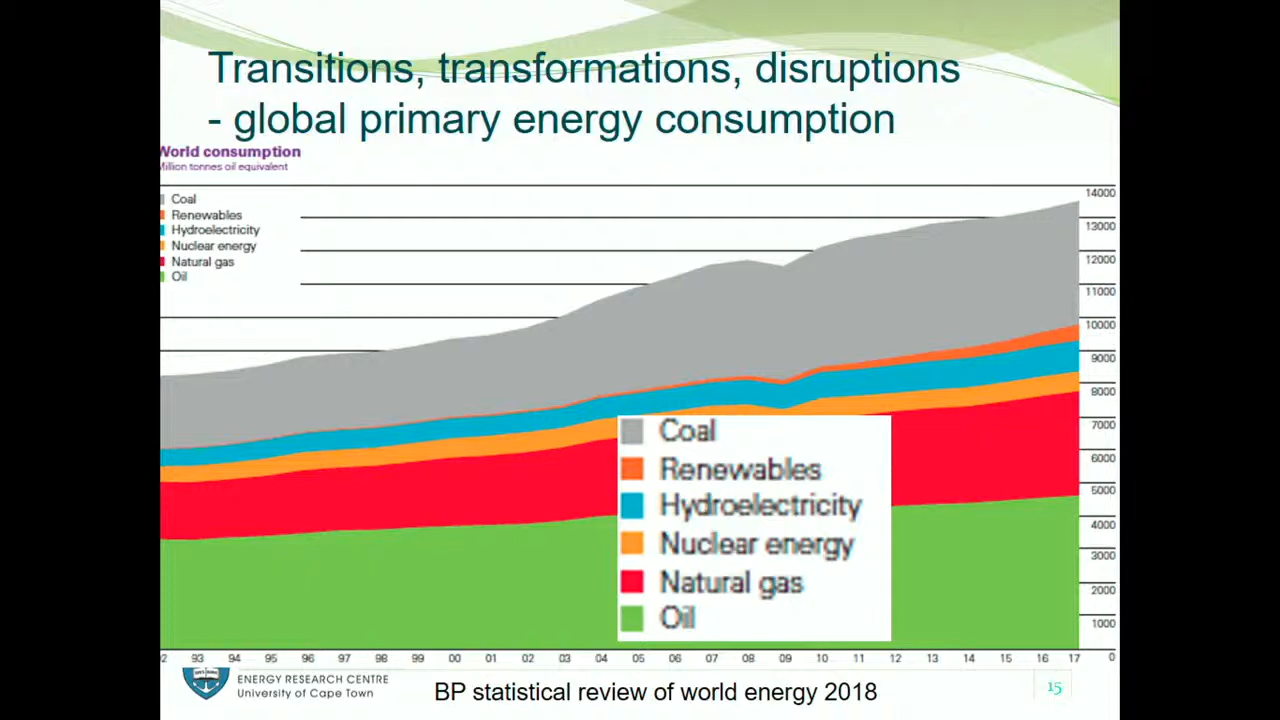 Transitions, transformations, disruptions
- global primary energy consumption
World consumption
Million tonnes oil equivalent
Coal
Renewables
Hydroelectricity
Nuclear energy
Natural gas
Oil
14000
13000
12000
11000
10000
9000
8000
7000
6000
5000
4000
3000
2000
1000
0
Coal
Renewables
Hydroelectricity
Nuclear energy
Natural gas
Oil
2 93 94 95 96 97 98 99 00 01 02 03 04 05 06 07 08 09 10 11 12 13 14 15 16 17
ENERGY RESEARCH CENTRE
University of Cape Town
BP statistical review of world energy 2018
15